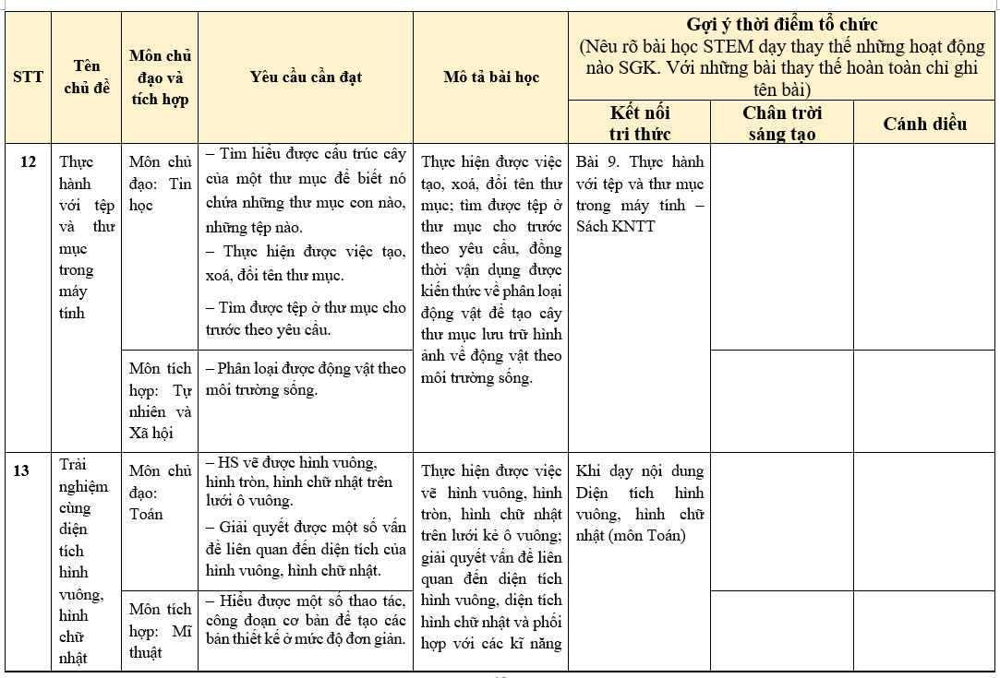 STT
Tên
chủ đề
Môn chủ
đạo và
tích hợp
Yêu cầu cần đạt
Mô tả bài học
Gợi ý thời điểm tổ chức
(Nêu rõ bài học STEM dạy thay thế những hoạt động
nào SGK. Với những bài thay thế hoàn toàn chỉ ghi
tên bài)
Kết nối
tri thức
Chân trời
sáng tạo
Cánh diều
12
Thực
hành
với tệp
và thư
mục
trong
máy
tính
Môn chủ
đạo: Tin
học
– Tìm hiểu được cấu trúc cây
của một thư mục để biết nó
chứa những thư mục con nào,
những tệp nào.
– Thực hiện được việc tạo,
xoá, đổi tên thư mục.
– Tìm được tệp ở thư mục cho
trước theo yêu cầu.
Môn tích
hợp: Tự
nhiên và
Xã hội
– Phân loại được động vật theo
môi trường sống.
Thực hiện được việc
tạo, xoá, đổi tên thư
mục; tìm được tệp ở
thư mục cho trước
theo yêu cầu, đồng
thời vận dụng được
kiến thức về phân loại
động vật để tạo cây
thư mục lưu trữ hình
ảnh về động vật theo
môi trường sống.
Bài 9. Thực hành
với tệp và thư mục
trong máy tính –
Sách KNTT
13
Trải
nghiệm
cùng
diện
tích
hình
vuông,
hình
chữ
nhật
Môn chủ
đạo:
Toán
– HS vẽ được hình vuông,
hình tròn, hình chữ nhật trên
lưới ô vuông.
– Giải quyết được một số vấn
đề liên quan đến diện tích của
hình vuông, hình chữ nhật.
Môn tích
hợp: Mĩ
thuật
– Hiểu được một số thao tác,
công đoạn cơ bản để tạo các
bản thiết kế ở mức độ đơn giản.
Thực hiện được việc
vẽ hình vuông, hình
tròn, hình chữ nhật
trên lưới kẻ ô vuông;
giải quyết vấn đề liên
quan đến diện tích
hình vuông, diện tích
hình chữ nhật và phối
hợp với các kĩ năng
Khi dạy nội dung
Diện tích hình
vuông, hình chữ
nhật (môn Toán)